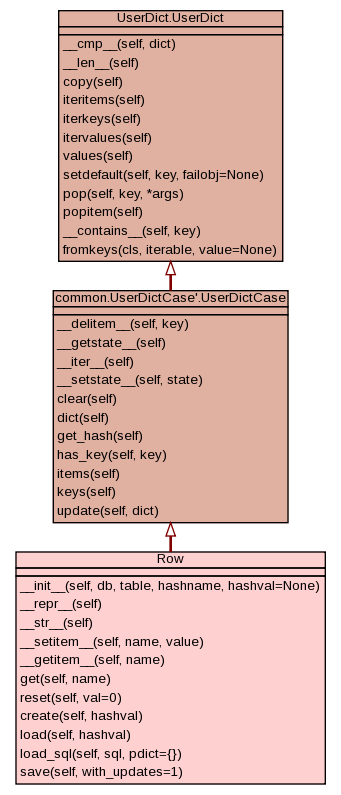 UserDict.UserDict
__cmp__(self, dict)
__len__(self)
copy(self)
iteritems(self)
iterkeys(self)
itervalues(self)
values(self)
setdefault(self, key, failobj=None)
pop(self, key, *args)
popitem(self)
__contains__(self, key)
fromkeys(cls, iterable, value=None)
common.UserDictCase'.UserDictCase
__delitem__(self, key)
__getstate__(self)
__iter__(self)
__setstate__(self, state)
clear(self)
dict(self)
get_hash(self)
has_key(self, key)
items(self)
keys(self)
update(self, dict)
Row
__init__(self, db, table, hashname, hashval=None)
__repr__(self)
__str__(self)
__setitem__(self, name, value)
__getitem__(self, name)
get(self, name)
reset(self, val=0)
create(self, hashval)
load(self, hashval)
load_sql(self, sql, pdict={})
save(self, with_updates=1)